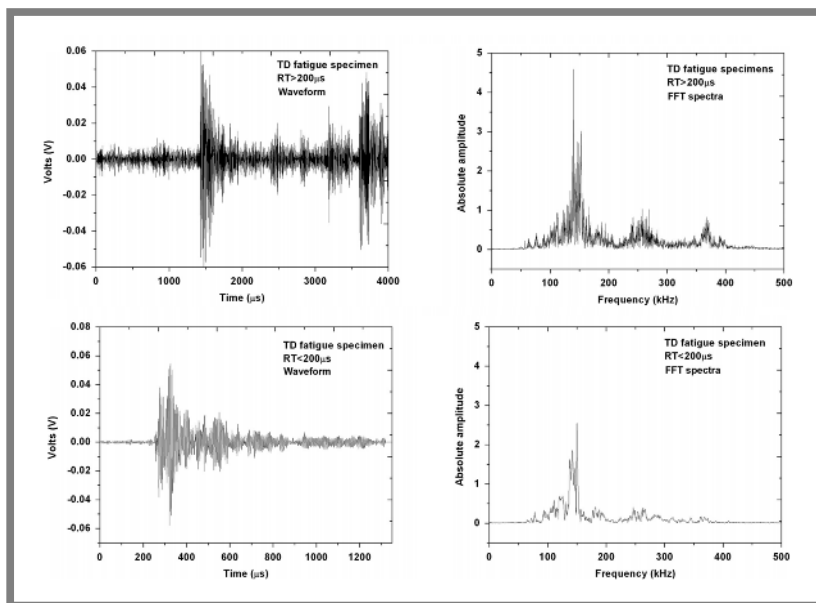 0.06
0.04
0.02
0.00
-0.02
-0.04
-0.06
Volts (V)
TD fatigue specimen
RT>200μs
Waveform
0
1000
2000
3000
4000
Time (μs)
5
4
3
2
1
0
Absolute amplitude
TD fatigue specimens
RT>200μs
FFT spectra
0
100
200
300
400
500
Frequency (kHz)
0.08
0.06
0.04
0.02
0.00
-0.02
-0.04
-0.06
Volts (V)
TD fatigue specimen
RT<200μs
Waveform
0
200
400
600
800
1000
1200
Time (μs)
5
4
3
2
1
0
Absolute amplitude
TD fatigue specimen
RT<200μs
FFT spectra
0
100
200
300
400
500
Frequency (kHz)